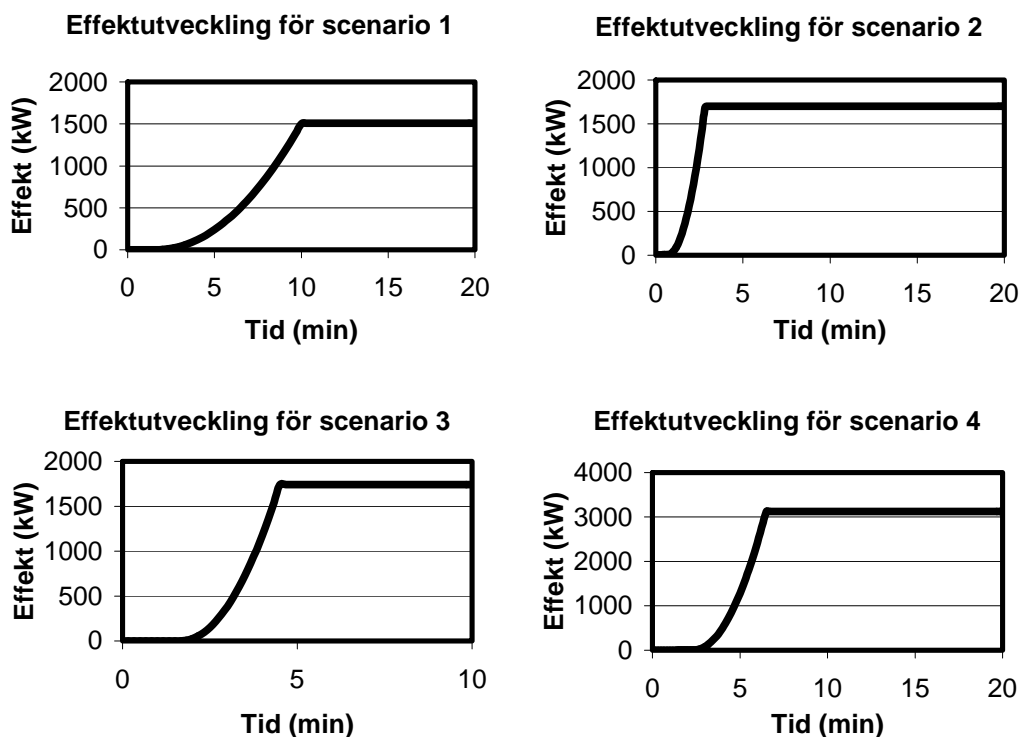 Effektutveckling för scenario 1
2000
1500
1000
500
0
Effekt (kW)
0 5 10 15 20
Tid (min)
Effektutveckling för scenario 2
2000
1500
1000
500
0
Effekt (kW)
0 5 10 15 20
Tid (min)
Effektutveckling för scenario 3
2000
1500
1000
500
0
Effekt (kW)
0 5 10
Tid (min)
Effektutveckling för scenario 4
4000
3000
2000
1000
0
Effekt (kW)
0 5 10 15 20
Tid (min)